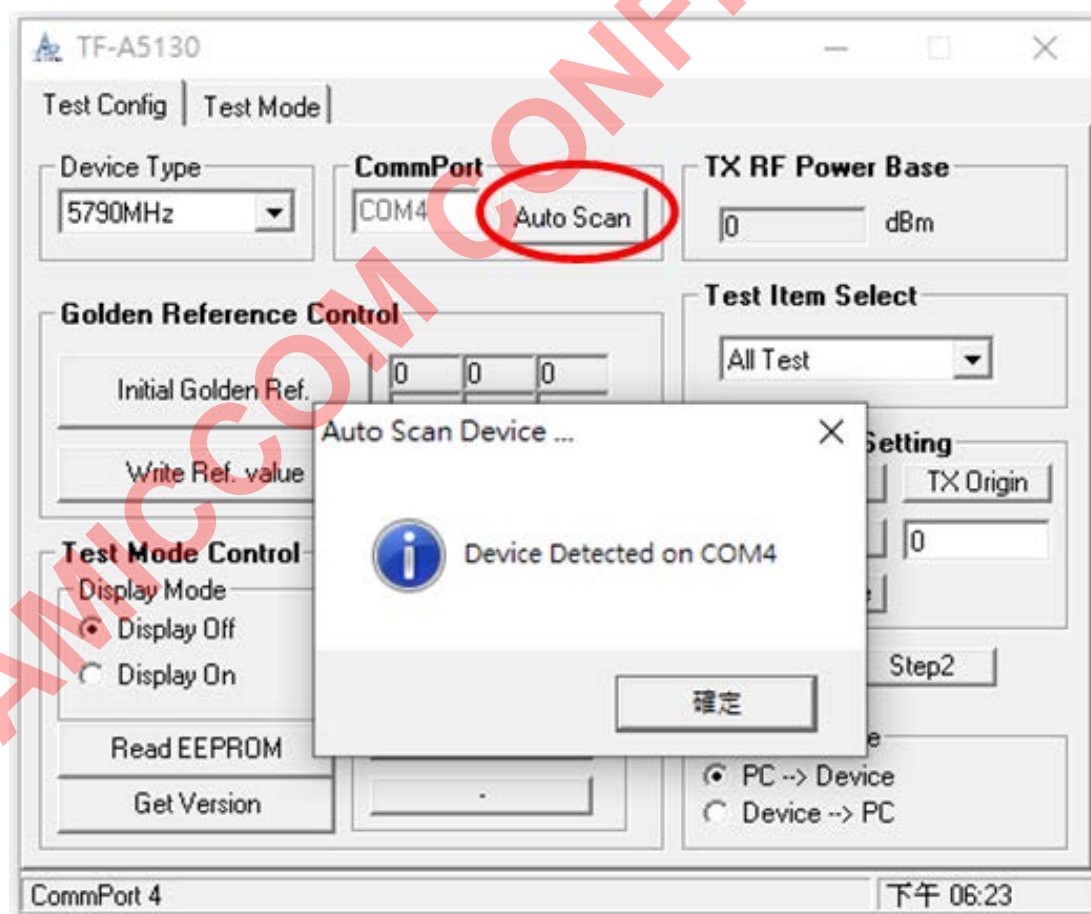 TF-A5130
Test Config
Test Mode
Device Type
5790MHz
CommPort
COM4
Auto Scan
TX RF Power Base
0 dBm
Golden Reference Control
Initial Golden Ref.
0 0 0
Write Ref. value
Test Item Select
All Test
Auto Scan Device ...
Device Detected on COM4
確定
Setting
TX Origin
0
Step2
Test Mode Control
Display Mode
Display Off
Display On
Read EEPROM
Get Version
-
PC --> Device
Device --> PC
CommPort 4
下午 06:23
AMICCOM CONF